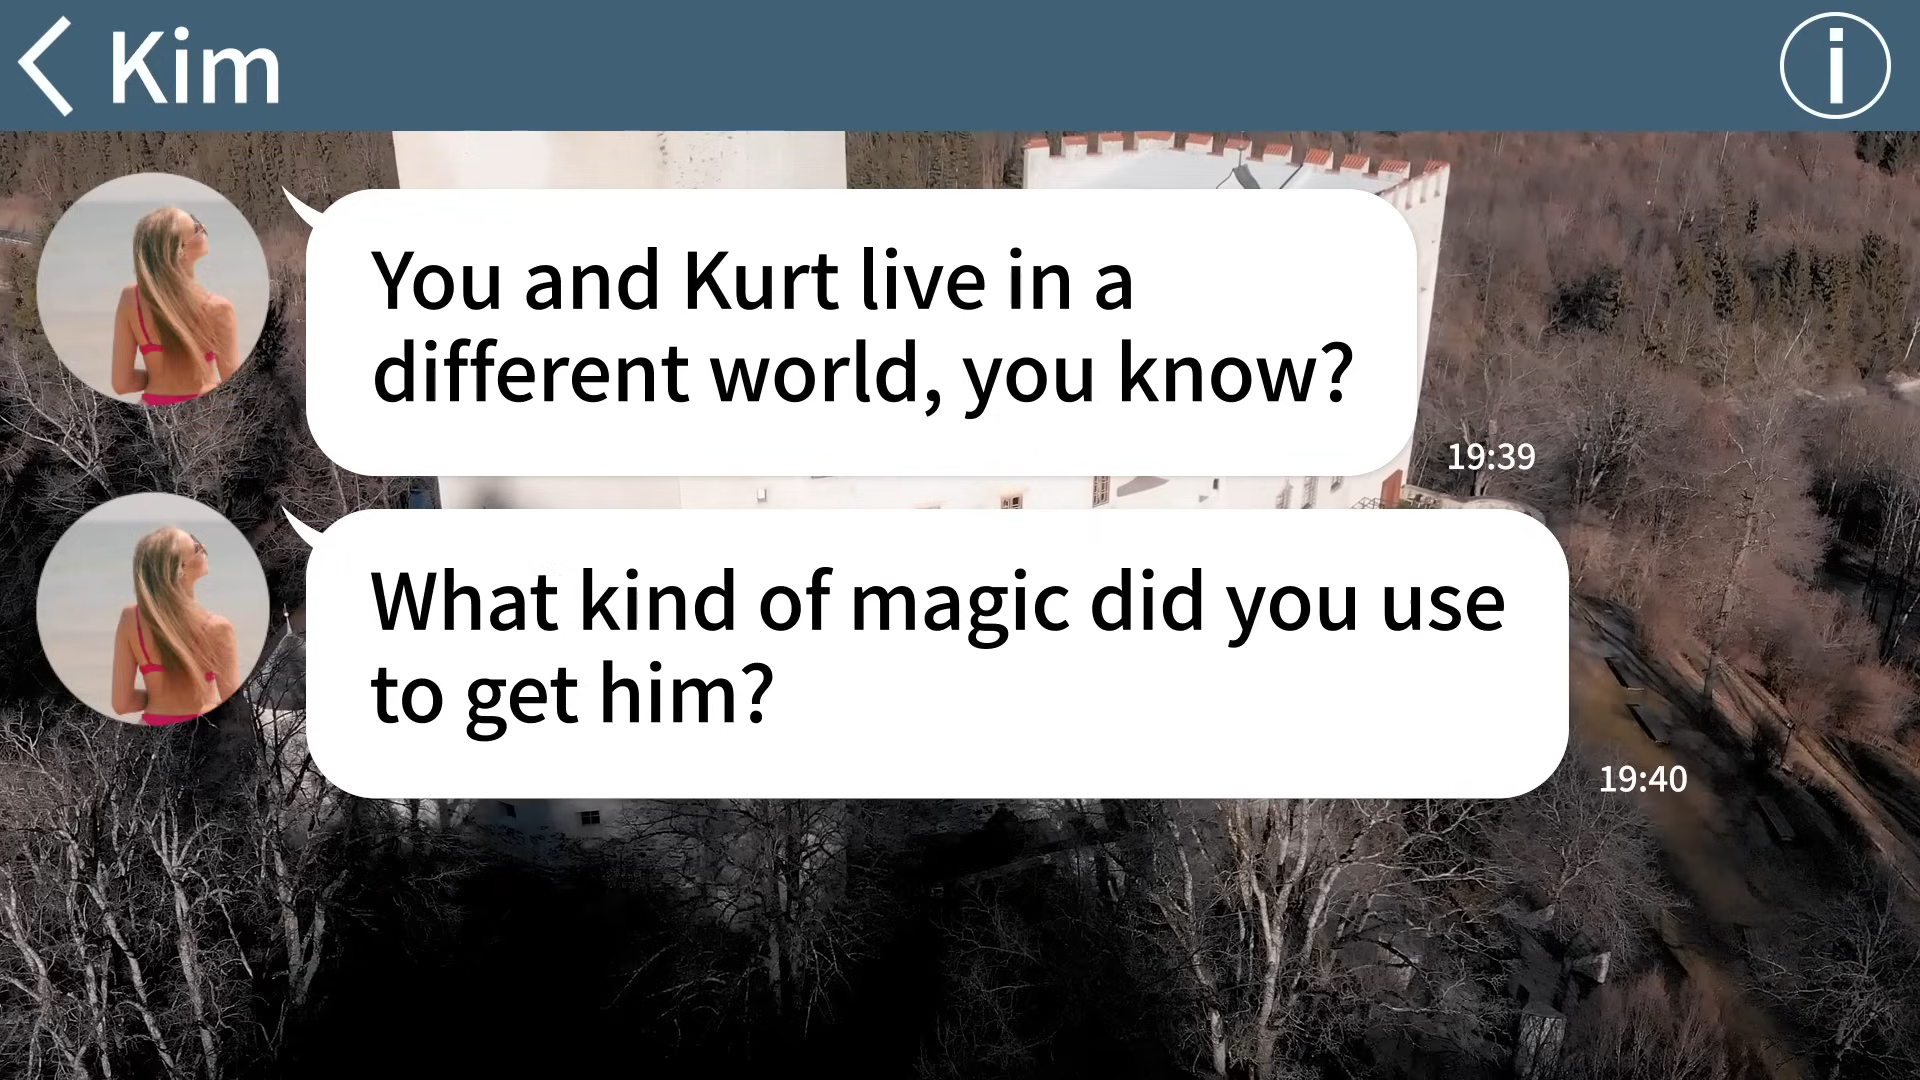 Kim
You and Kurt live in a
different world, you know?
19:39
What kind of magic did you use
to get him?
19:40